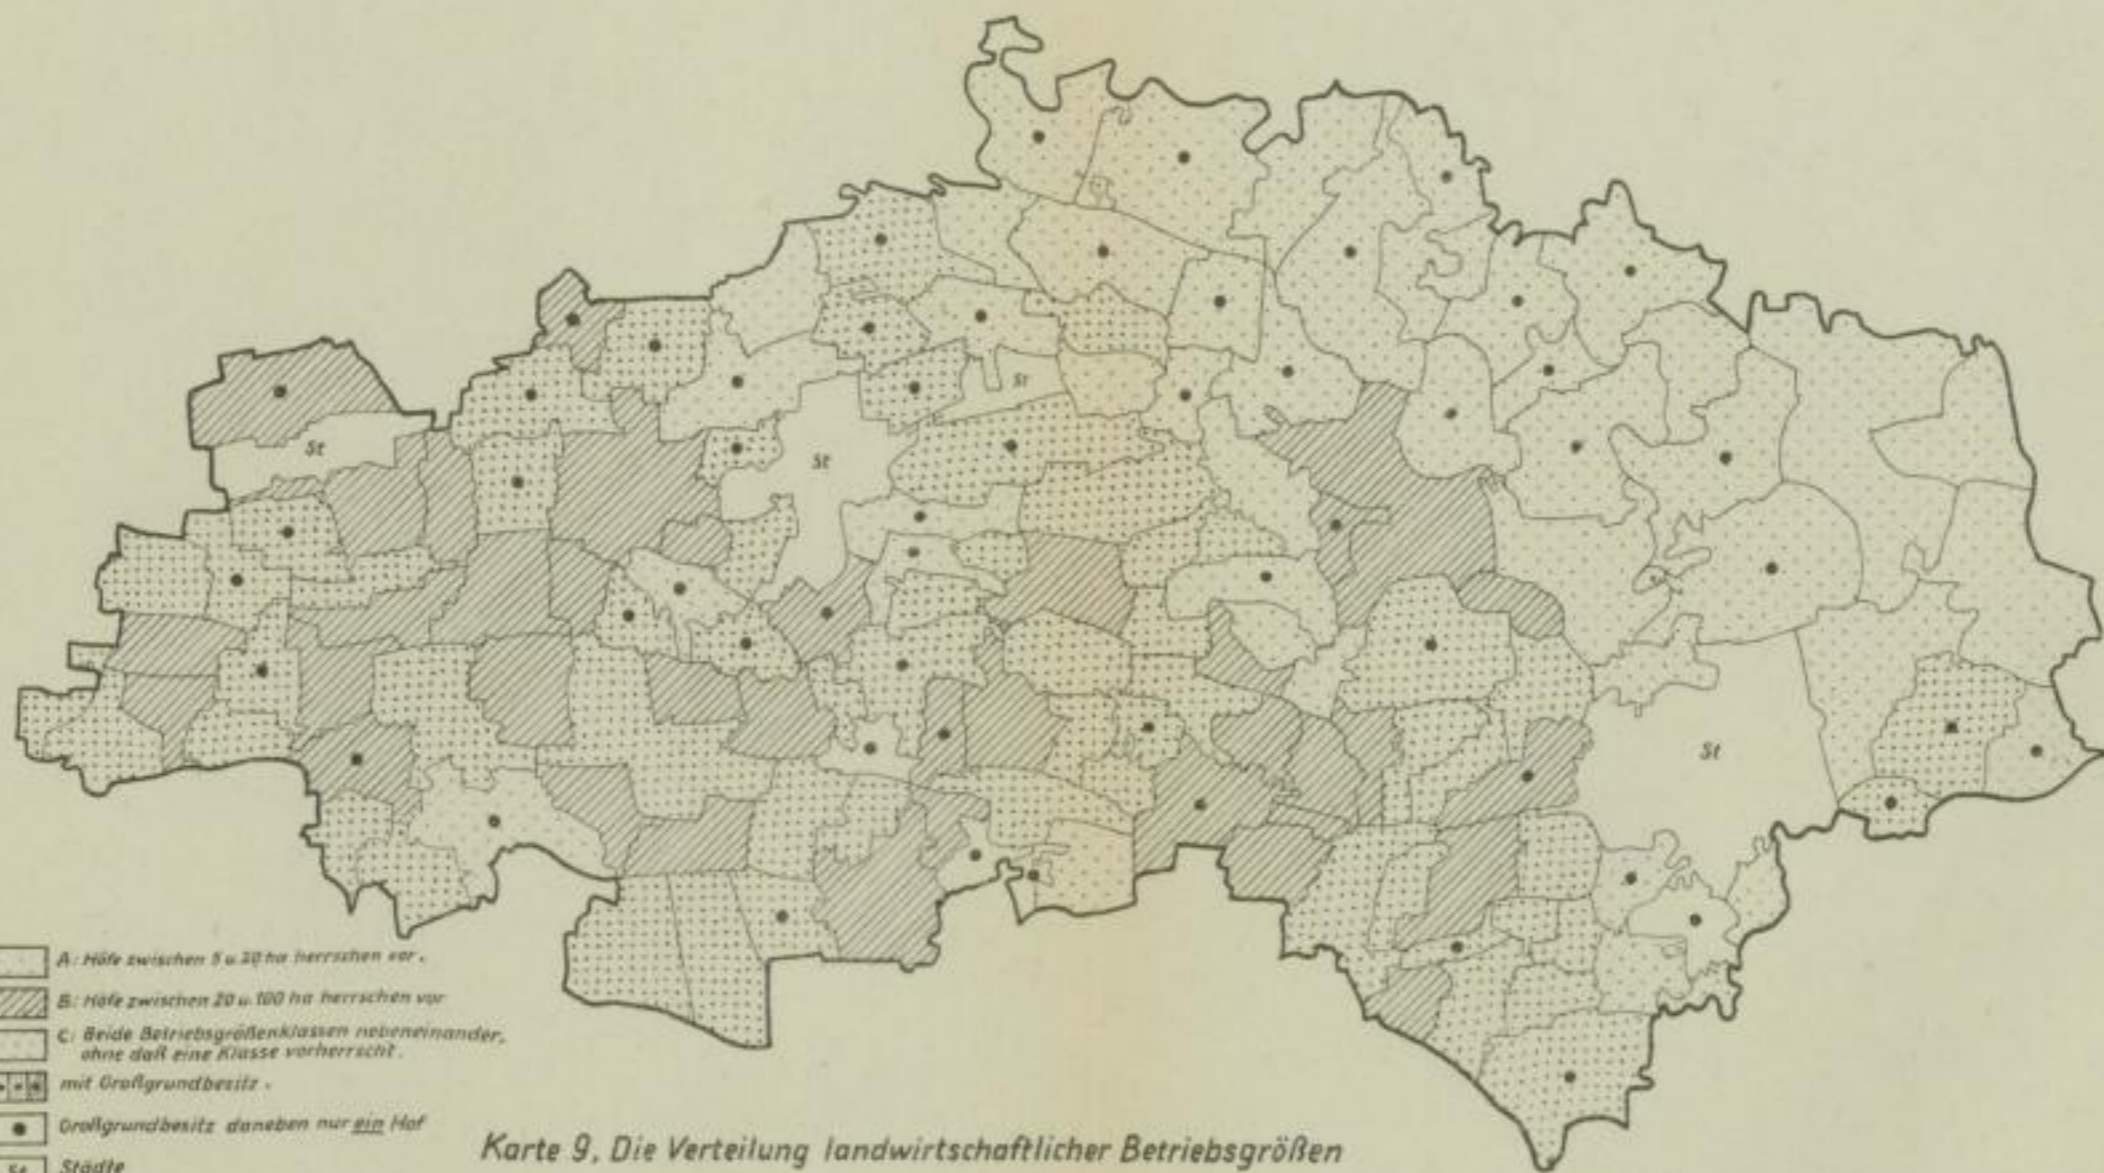 St
St
St
St
A: Höfe zwischen 5 u. 20 ha herrschen vor.
B: Höfe zwischen 20 u. 100 ha herrschen vor
C: Beide Betriebsgrößenklassen nebeneinander,
ohne daß eine Klasse vorherrscht.
mit Großgrundbesitz.
Großgrundbesitz daneben nur ein Hof
St Städte
Karte 9, Die Verteilung landwirtschaftlicher Betriebsgrößen